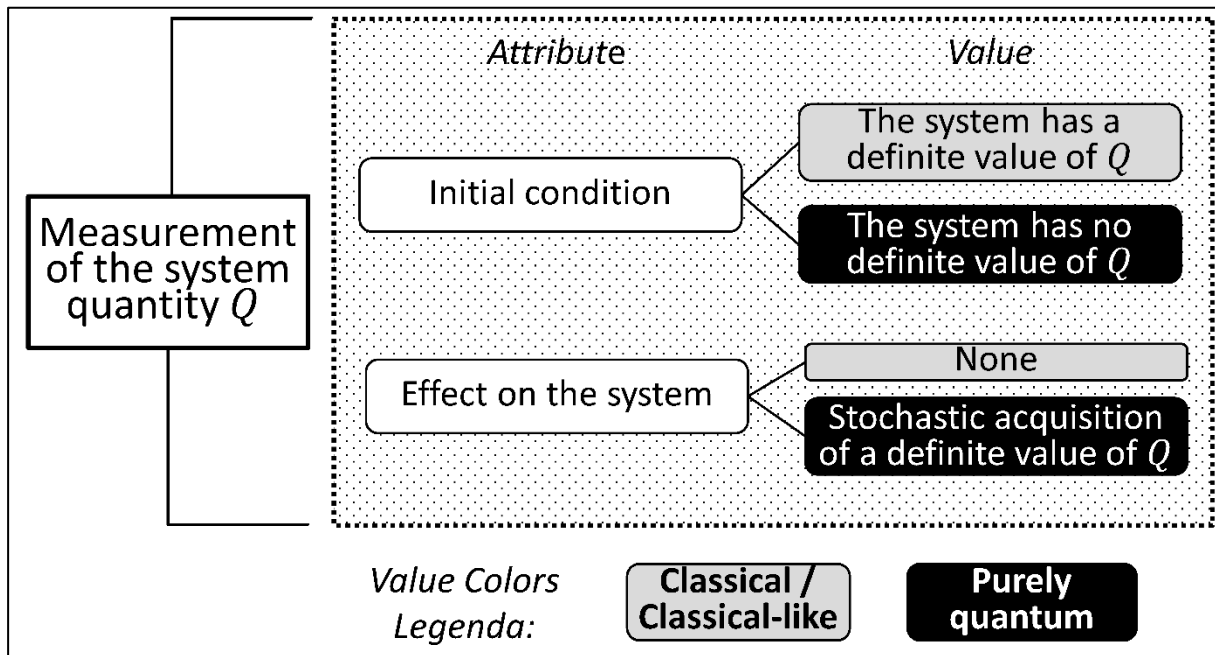 Attribute
Value
Measurement
of the system
quantity Q
Initial condition
The system has a
definite value of Q
The system has no
definite value of Q
Effect on the system
None
Stochastic acquisition
of a definite value of Q
Value Colors
Legenda:
Classical /
Classical-like
Purely
quantum